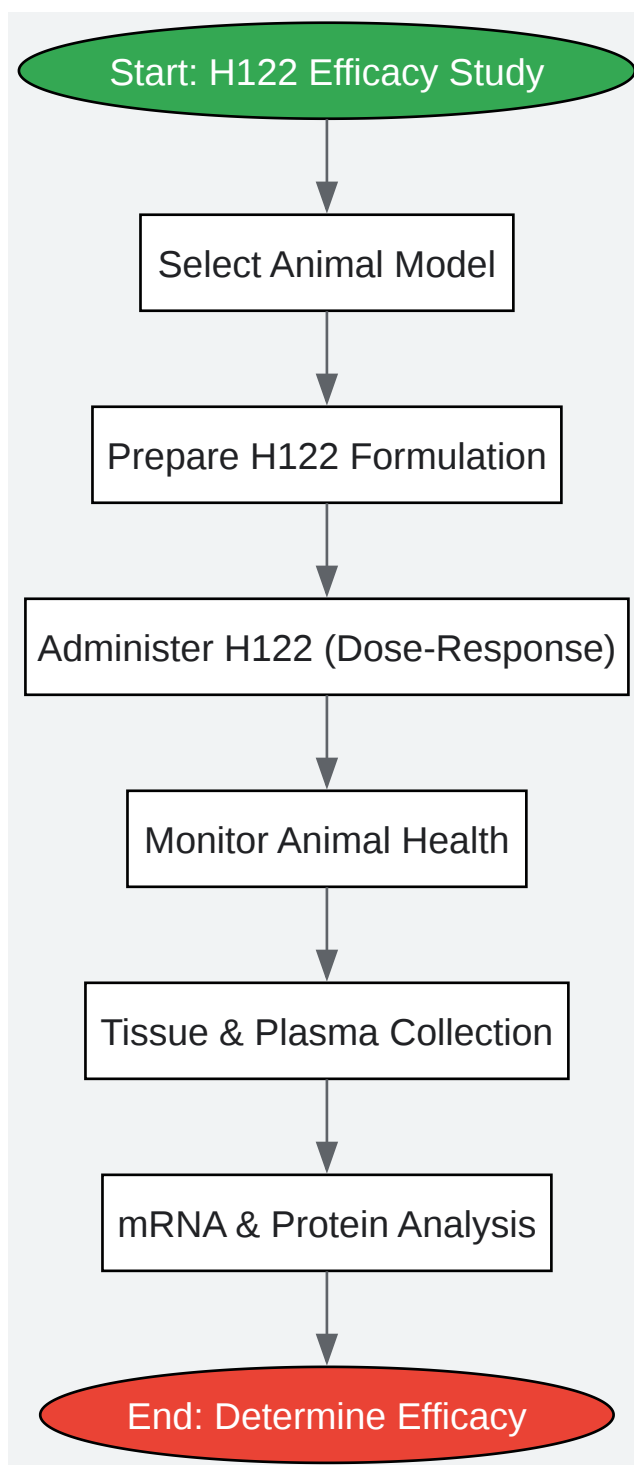 Start: H122 Efficacy Study
Select Animal Model
Prepare H122 Formulation
Administer H122 (Dose-Response)
Monitor Animal Health
Tissue & Plasma Collection
mRNA & Protein Analysis
End: Determine Efficacy